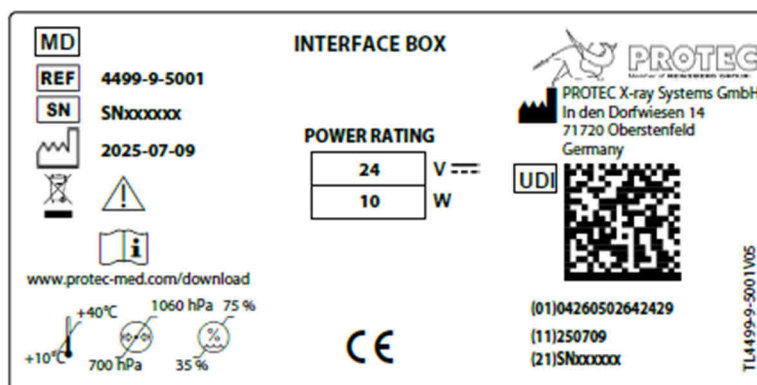 MD
INTERFACE BOX
REF 4499-9-5001
SN SNxxxxxx
2025-07-09
www.protec-med.com/download
+40°C
+10°C
1060 hPa
700 hPa
75 %
%
35 %
POWER RATING
24 V
10 W
CE
PROTEC
PROTEC X-ray Systems GmbH
In den Dorfwiesen 14
71720 Oberstenfeld
Germany
UDI
(01)04260502642429
(11)250709
(21)SNxxxxxx
TL4499-9-5001V05